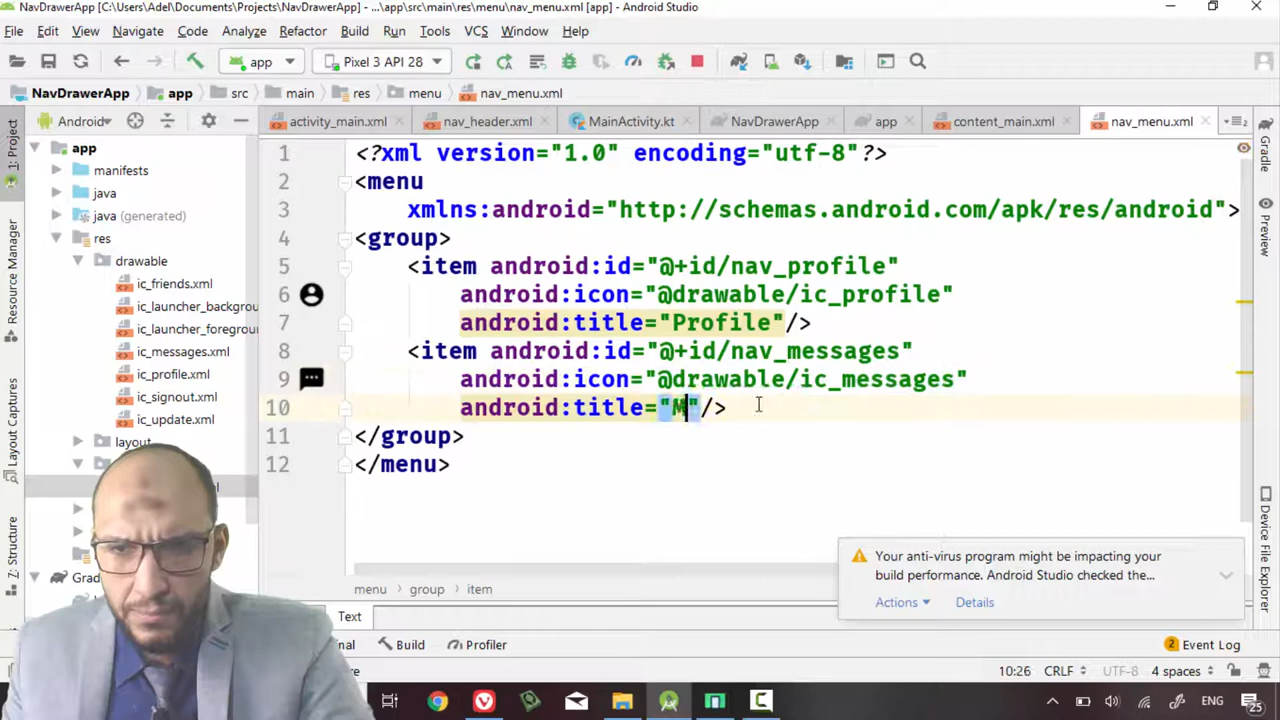 NavDrawerApp [C:\Users\Adel\Documents\Projects\NavDrawerApp] - ...\app\src\main\res\menu\nav_menu.xml [app] - Android Studio
File Edit View Navigate Code Analyze Refactor Build Run Tools VCS Window Help
app Pixel 3 API 28
NavDrawerApp app src main res menu nav_menu.xml
Android
activity_main.xml nav_header.xml MainActivity.kt NavDrawerApp app content_main.xml nav_menu.xml
1: Project
Resource Manager
Layout Captures
Z: Structure
app
manifests
java
java (generated)
res
drawable
ic_friends.xml
ic_launcher_backgrou
ic_launcher_foregrou
ic_messages.xml
ic_profile.xml
ic_signout.xml
ic_update.xml
layout
Grad
1 <?xml version="1.0" encoding="utf-8"?>
2 <menu
3 xmlns:android="http://schemas.android.com/apk/res/android">
4 <group>
5 <item android:id="@+id/nav_profile"
6 android:icon="@drawable/ic_profile"
7 android:title="Profile"/>
8 <item android:id="@+id/nav_messages"
9 android:icon="@drawable/ic_messages"
10 android:title="M"/>
11 </group>
12 </menu>
Gradle
Preview
Device File Explorer
Your anti-virus program might be impacting your
build performance. Android Studio checked the...
Actions Details
menu group item
Text
Build Profiler
2 Event Log
10:26 CRLF UTF-8 4 spaces
ENG
25